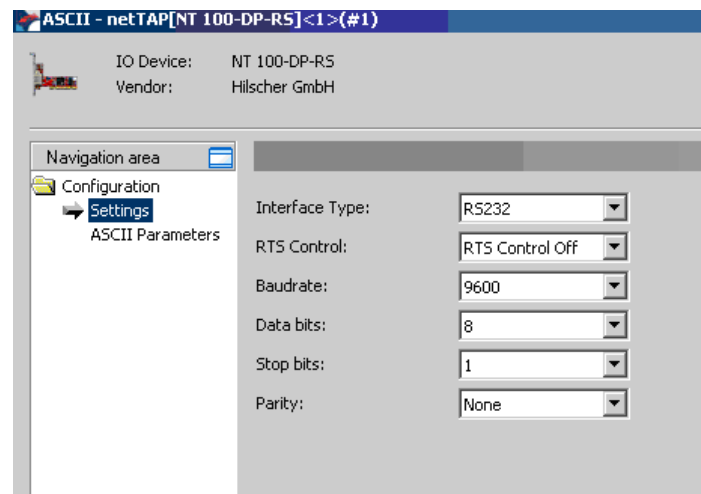 ASCII - netTAP[NT 100-DP-RS]<1>(#1)
IO Device: NT 100-DP-RS
Vendor: Hilscher GmbH
Navigation area
Configuration
Settings
ASCII Parameters
Interface Type: RS232
RTS Control: RTS Control Off
Baudrate: 9600
Data bits: 8
Stop bits: 1
Parity: None